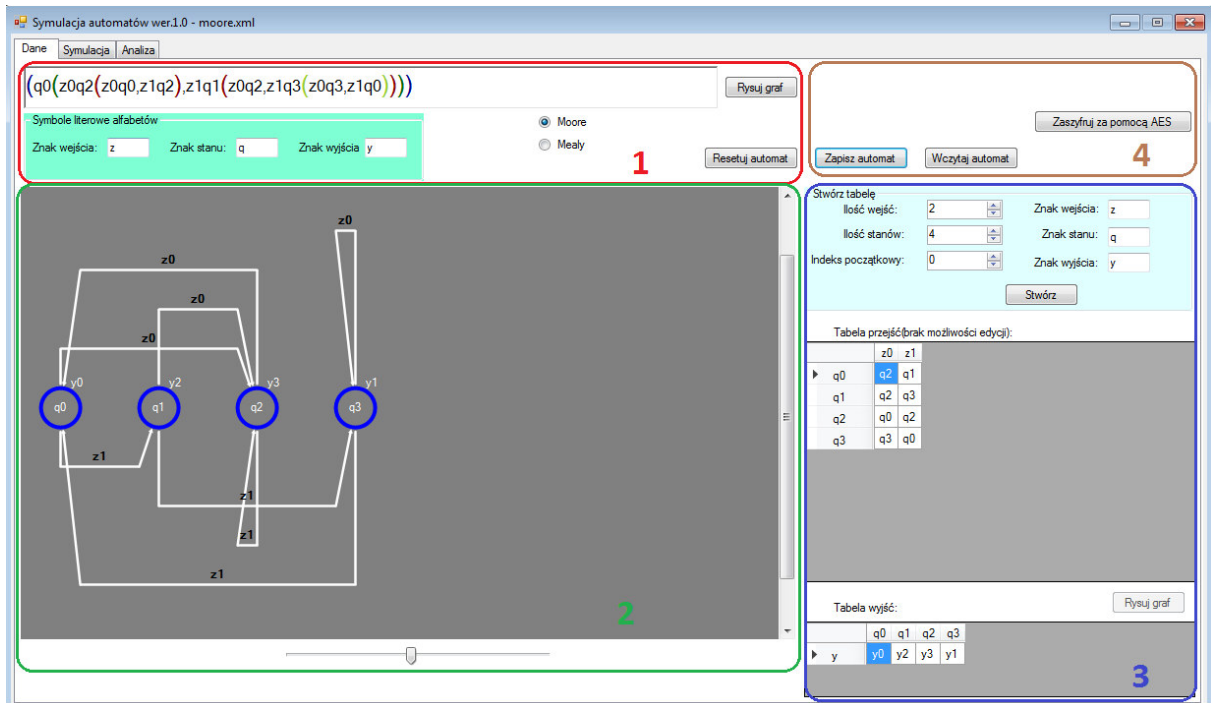 Symulacja automatów wer.1.0 - moore.xml
Dane Symulacja Analiza
(q0(z0q2(z0q0,z1q2),z1q1(z0q2,z1q3(z0q3,z1q0))))
Rysuj graf
Symbole literowe alfabetów
Znak wejścia: z Znak stanu: q Znak wyjścia y
Moore
Mealy
Resetuj automat
1
Zaszyfruj za pomocą AES
Zapisz automat Wczytaj automat
4
z0
z0
z0
z0
y0 y2 y3 y1
q0 q1 q2 q3
z1
z1
z1
z1
2
Stwórz tabelę
Ilość wejść: 2 Znak wejścia: z
Ilość stanów: 4 Znak stanu: q
Indeks początkowy: 0 Znak wyjścia: y
Stwórz
Tabela przejść(brak możliwości edycji):
z0 z1
q0 q2 q1
q1 q2 q3
q2 q0 q2
q3 q3 q0
Tabela wyjść:
Rysuj graf
q0 q1 q2 q3
y y0 y2 y3 y1
3